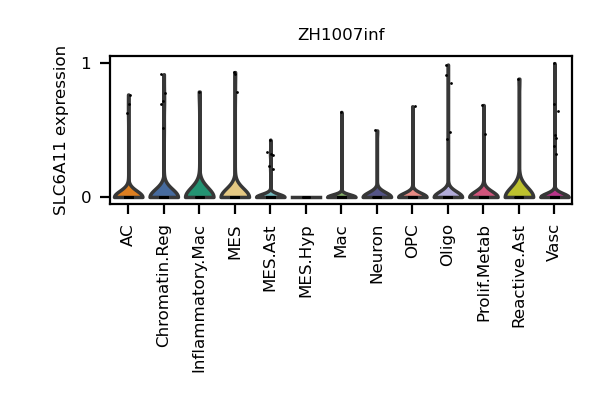 ZH1007inf
SLC6A11 expression
1
0
AC
Chromatin.Reg
Inflammatory.Mac
MES
MES.Ast
MES.Hyp
Mac
Neuron
OPC
Oligo
Prolif.Metab
Reactive.Ast
Vasc